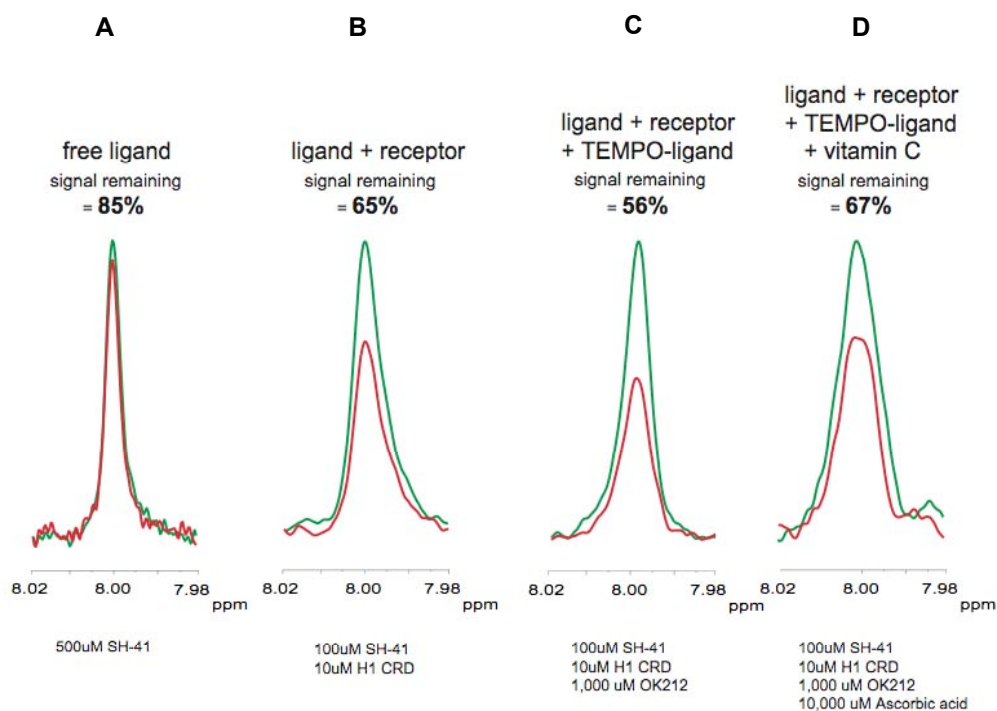 A
B
C
D
free ligand
signal remaining
= 85%
ligand + receptor
signal remaining
= 65%
ligand + receptor
+ TEMPO-ligand
signal remaining
= 56%
ligand + receptor
+ TEMPO-ligand
+ vitamin C
signal remaining
= 67%
8.02 8.00 7.98
ppm
8.02 8.00 7.98
ppm
8.02 8.00 7.98
ppm
8.02 8.00 7.98
ppm
500uM SH-41
100uM SH-41
10uM H1 CRD
100uM SH-41
10uM H1 CRD
1,000 uM OK212
100uM SH-41
10uM H1 CRD
1,000 uM OK212
10,000 uM Ascorbic acid